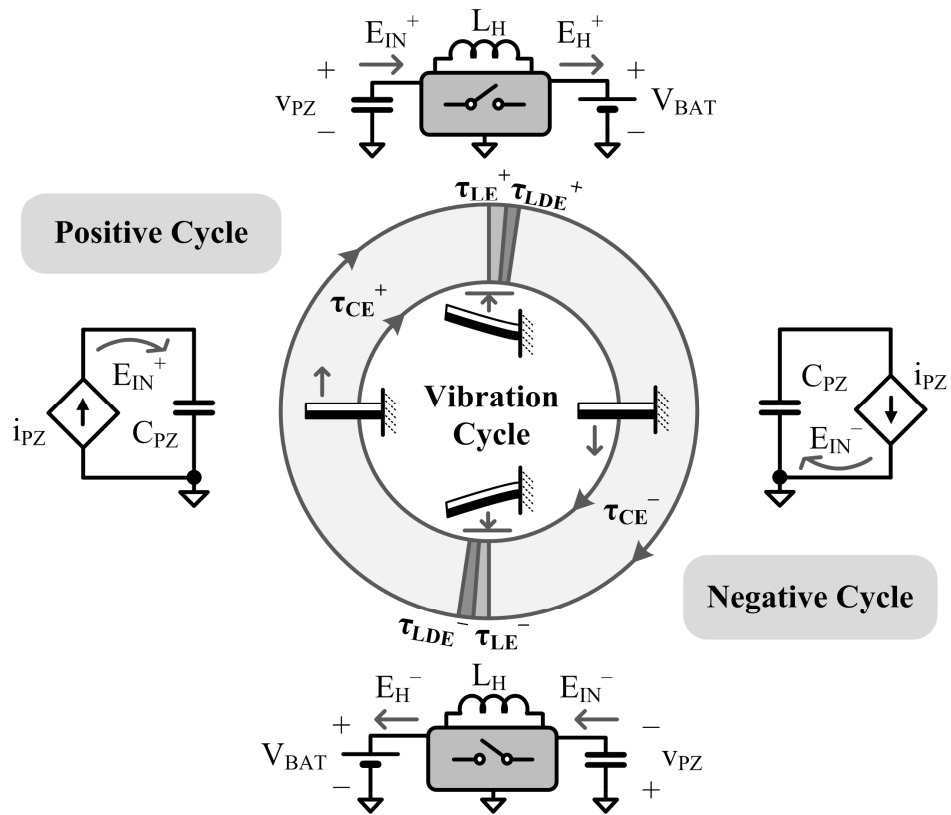 E_IN^+ L_H E_H^+
+ +
v_PZ V_BAT
− −
τ_LE^+ τ_LDE^+
Positive Cycle
τ_CE^+
E_IN^+
i_PZ C_PZ
Vibration
Cycle
C_PZ i_PZ
E_IN^−
τ_CE^−
Negative Cycle
τ_LDE^− τ_LE^−
E_H^− L_H E_IN^−
+ −
V_BAT v_PZ
− +